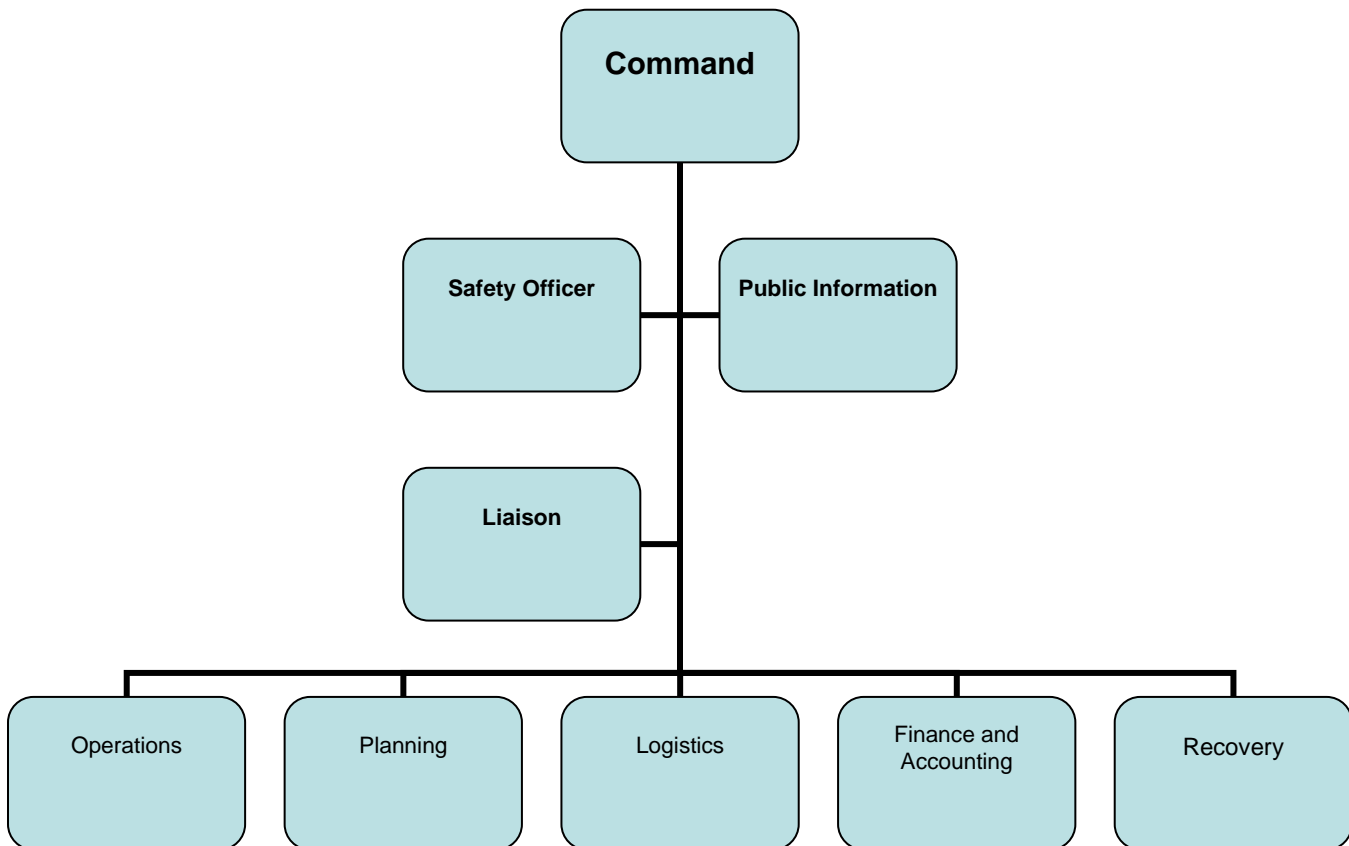 Command
Safety Officer
Public Information
Liaison
Operations
Planning
Logistics
Finance and
Accounting
Recovery